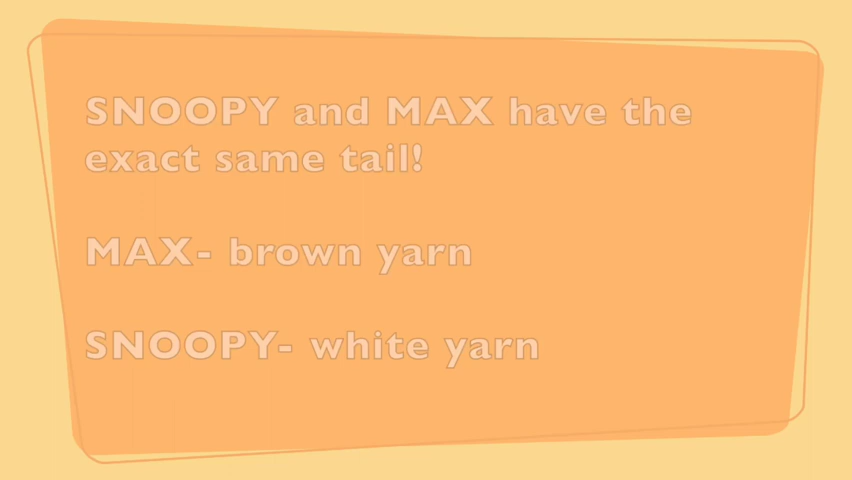 SNOOPY and MAX have the
exact same tail!
MAX- brown yarn
SNOOPY- white yarn